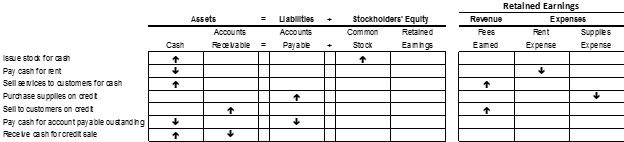 Retained Earnings
Assets = Liabilities + Stockholders' Equity Revenue Expenses
Accounts Accounts Common Retained Fees Rent Supplies
Cash Receivable = Payable + Stock Earnings Earned Expense Expense
Issue stock for cash
Pay cash for rent
Sell services to customers for cash
Purchase supplies on credit
Sell to customers on credit
Pay cash for account payable oustanding
Receive cash for credit sale